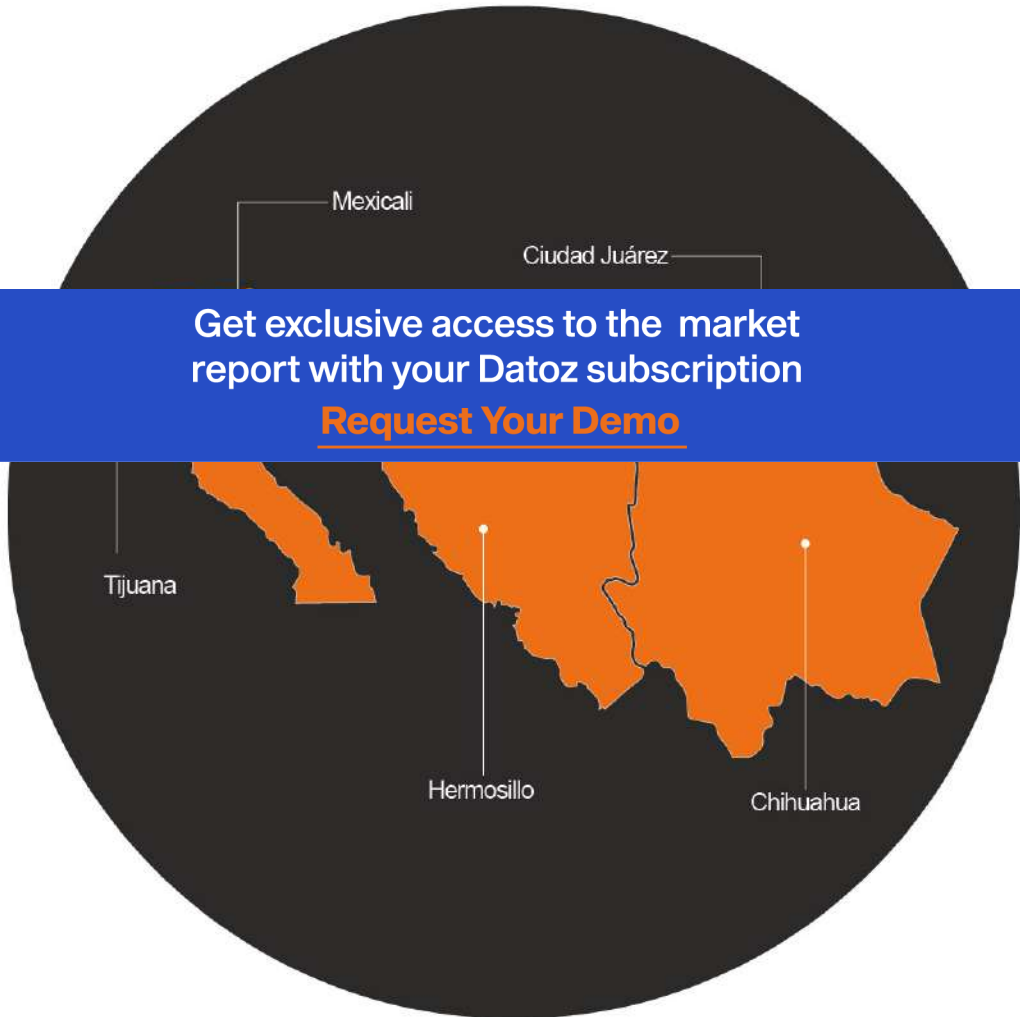 Mexicali
Ciudad Juárez
Get exclusive access to the market
report with your Datoz subscription
Request Your Demo
Tijuana
Hermosillo
Chihuahua